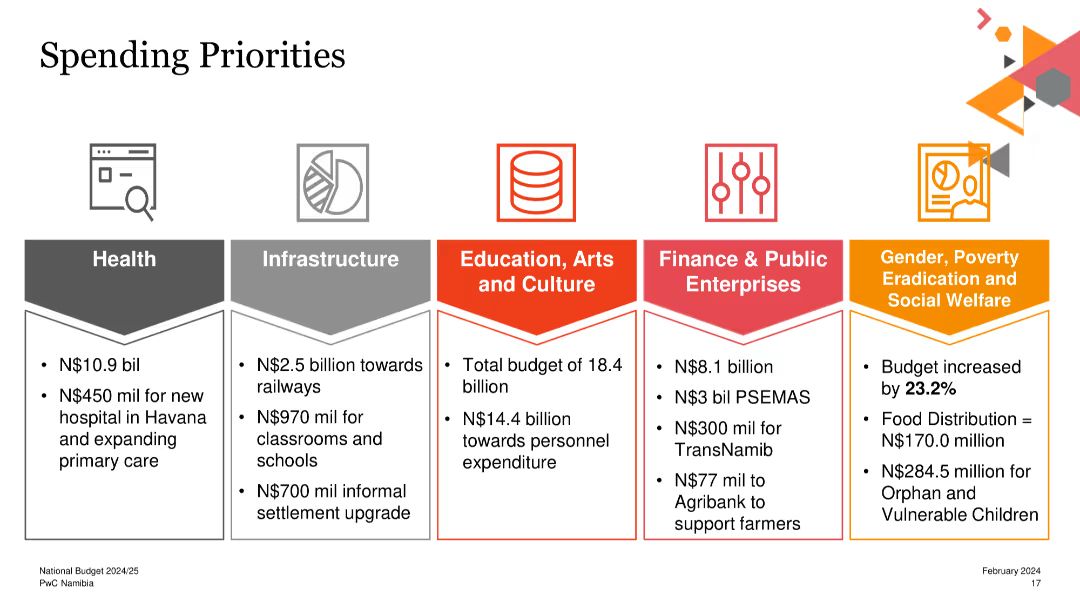 Spending Priorities
Health
• N$10.9 bil
• N$450 mil for new
hospital in Havana
and expanding
primary care
Infrastructure
• N$2.5 billion towards
railways
• N$970 mil for
classrooms and
schools
• N$700 mil informal
settlement upgrade
Education, Arts
and Culture
• Total budget of 18.4
billion
• N$14.4 billion
towards personnel
expenditure
Finance & Public
Enterprises
• N$8.1 billion
• N$3 bil PSEMAS
• N$300 mil for
TransNamib
• N$77 mil to
Agribank to
support farmers
Gender, Poverty
Eradication and
Social Welfare
• Budget increased
by 23.2%
• Food Distribution =
N$170.0 million
• N$284.5 million for
Orphan and
Vulnerable Children
National Budget 2024/25
PwC Namibia
February 2024
17